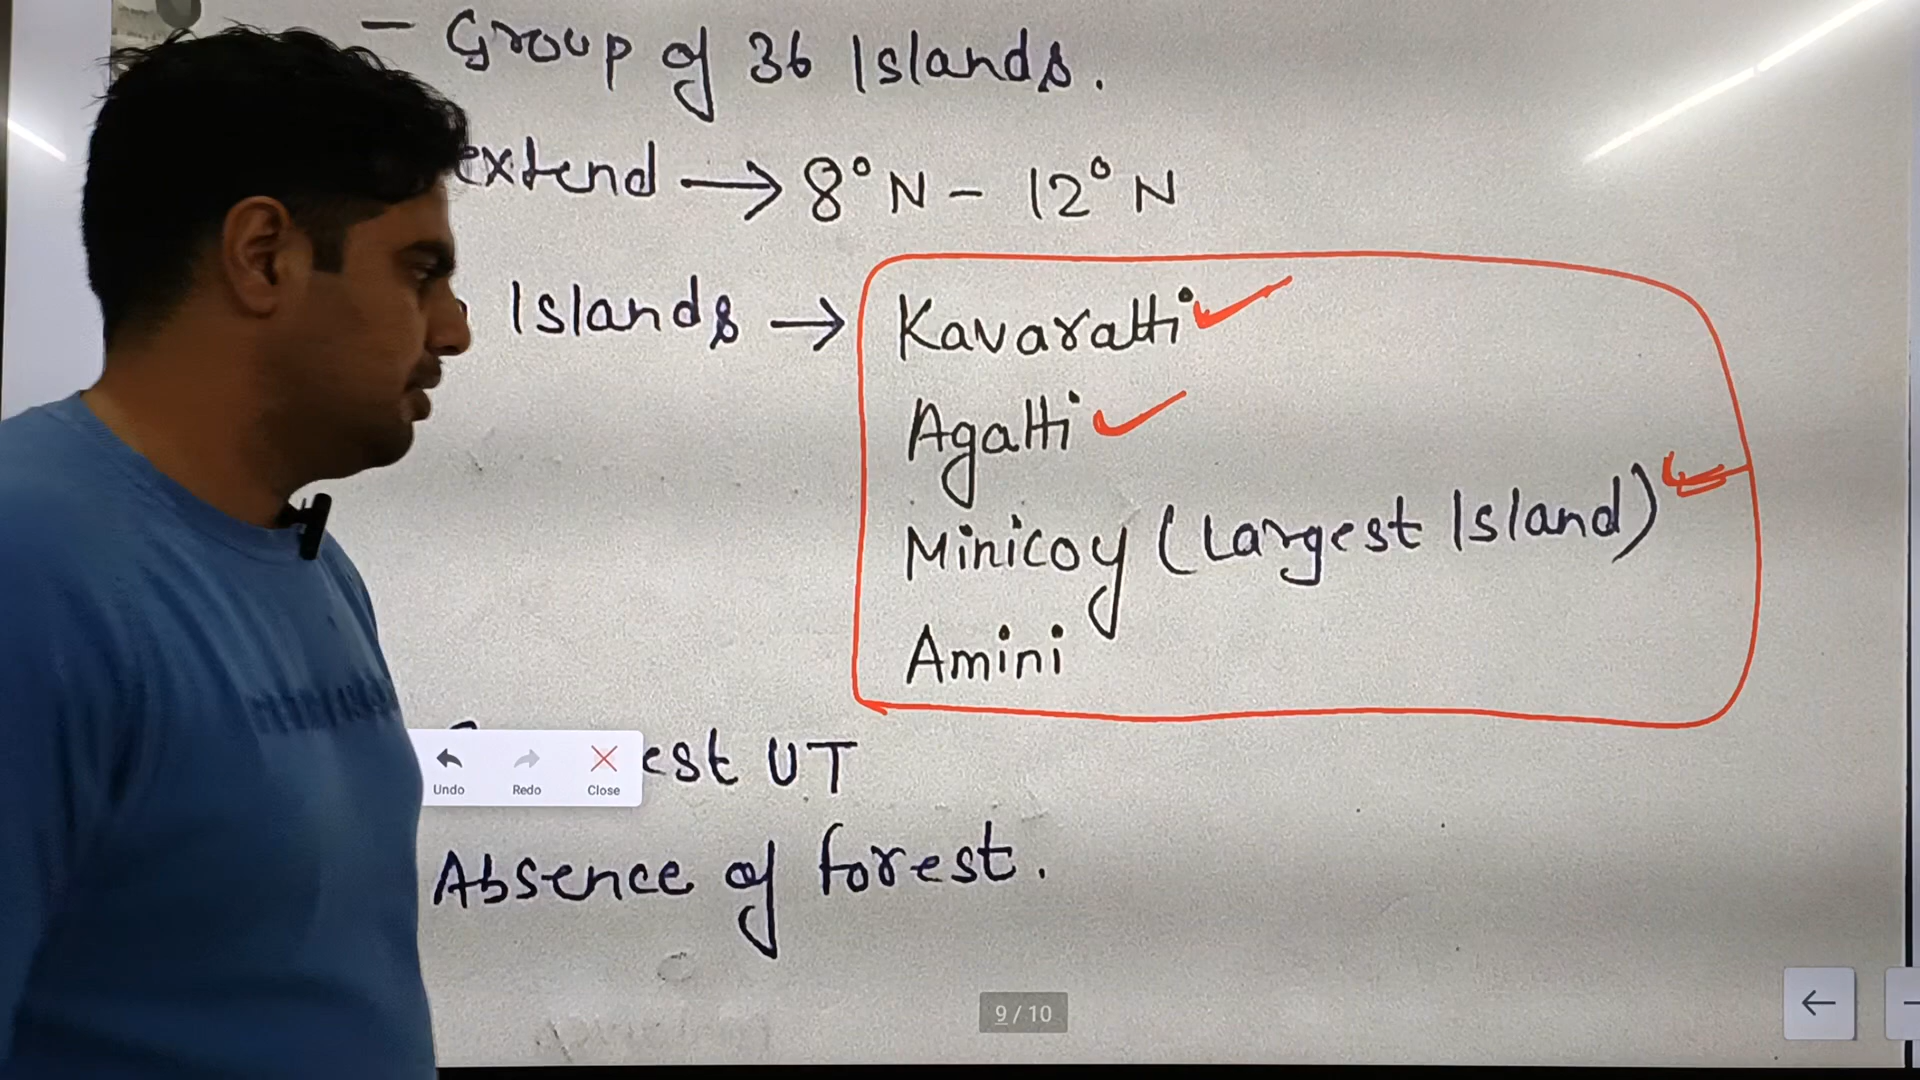 – Group of 36 Islands.
extend → 8°N – 12°N
Islands → Kavaratti
Agatti
Minicoy (Largest Island)
Amini
est UT
Undo Redo Close
Absence of forest.
9 / 10